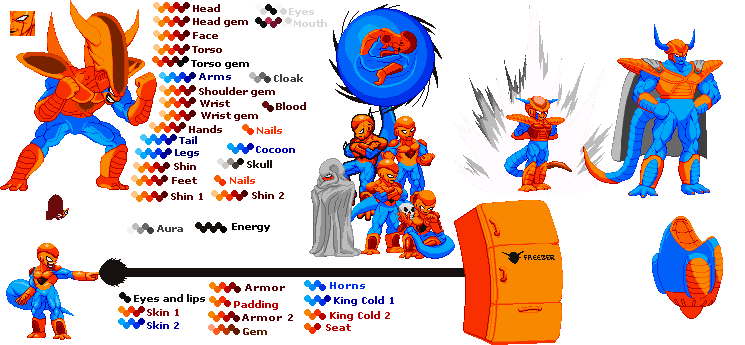 Head
Eyes
Head gem
Mouth
Face
Torso
Torso gem
Arms
Cloak
Shoulder gem
Wrist
Blood
Wrist gem
Hands
Nails
Tail
Legs
Cocoon
Shin
Skull
Feet
Nails
Shin 1
Shin 2
Aura
Energy
FREEZER
Eyes and lips
Skin 1
Skin 2
Armor
Padding
Armor 2
Gem
Horns
King Cold 1
King Cold 2
Seat